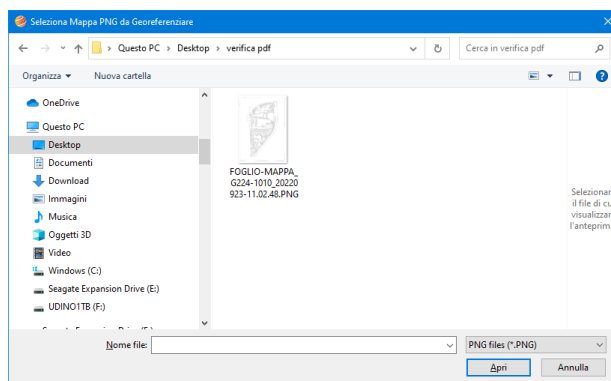 Seleziona Mappa PNG da Georeferenziare
Questo PC > Desktop > verifica pdf
Cerca in verifica pdf
Organizza
Nuova cartella
OneDrive
Questo PC
Desktop
Documenti
Download
Immagini
Musica
Oggetti 3D
Video
Windows (C:)
Seagate Expansion Drive (E:)
UDINO1TB (F:)
FOGLIO-MAPPA_
G224-1010_20220
923-11.02.48.PNG
Selezionar
il file di cu
visualizzar
l'anteprim
Nome file:
PNG files (*.PNG)
Apri
Annulla